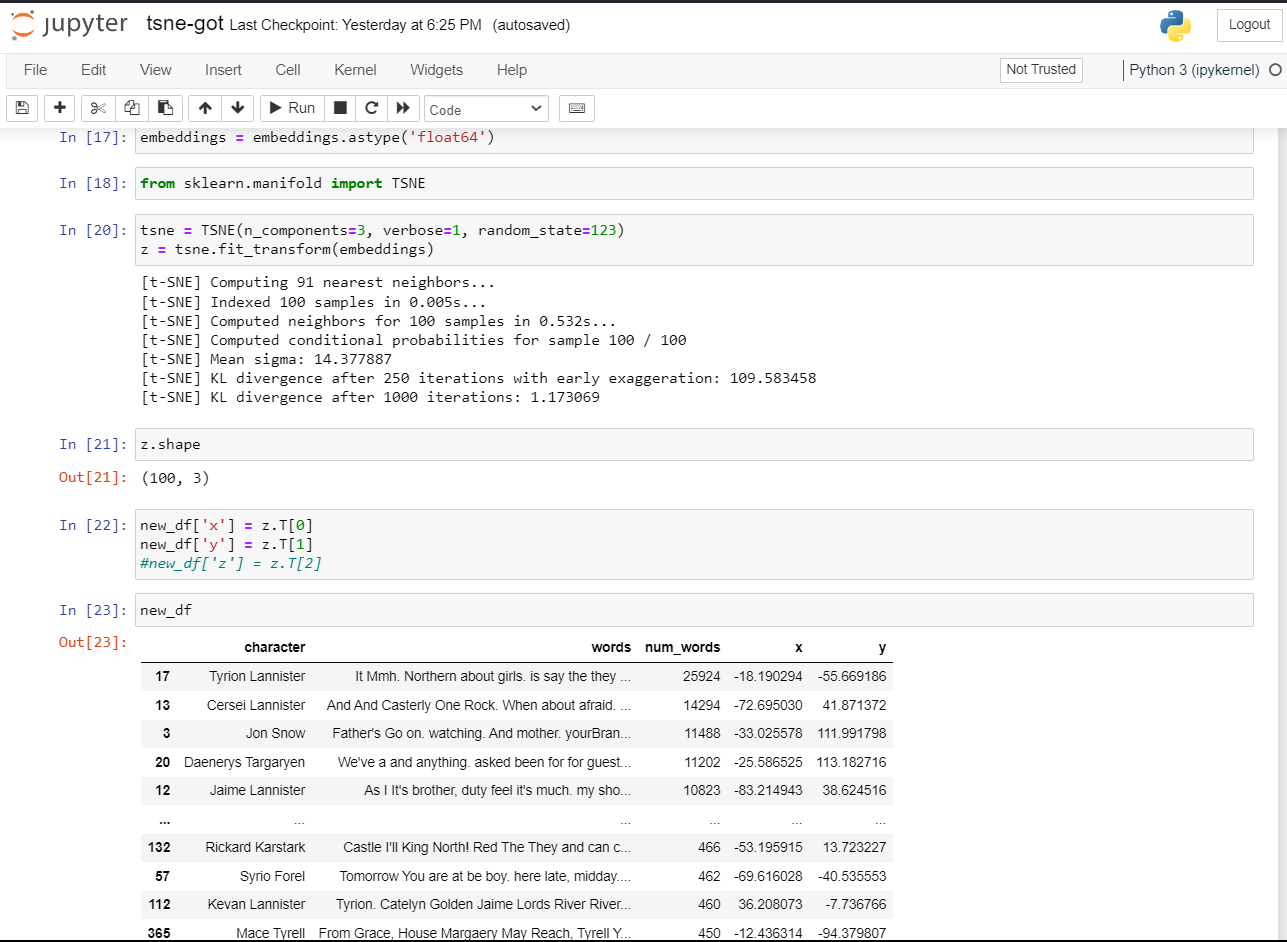 jupyter tsne-got Last Checkpoint: Yesterday at 6:25 PM (autosaved) Logout
File Edit View Insert Cell Kernel Widgets Help Not Trusted Python 3 (ipykernel)
Run Code
In [17]: embeddings = embeddings.astype('float64')
In [18]: from sklearn.manifold import TSNE
In [20]: tsne = TSNE(n_components=3, verbose=1, random_state=123)
z = tsne.fit_transform(embeddings)
[t-SNE] Computing 91 nearest neighbors...
[t-SNE] Indexed 100 samples in 0.005s...
[t-SNE] Computed neighbors for 100 samples in 0.532s...
[t-SNE] Computed conditional probabilities for sample 100 / 100
[t-SNE] Mean sigma: 14.377887
[t-SNE] KL divergence after 250 iterations with early exaggeration: 109.583458
[t-SNE] KL divergence after 1000 iterations: 1.173069
In [21]: z.shape
Out[21]: (100, 3)
In [22]: new_df['x'] = z.T[0]
new_df['y'] = z.T[1]
#new_df['z'] = z.T[2]
In [23]: new_df
Out[23]:
character words num_words x y
17 Tyrion Lannister It Mmh. Northern about girls. is say the they ... 25924 -18.190294 -55.669186
13 Cersei Lannister And And Casterly One Rock. When about afraid. ... 14294 -72.695030 41.871372
3 Jon Snow Father's Go on. watching. And mother. yourBran... 11488 -33.025578 111.991798
20 Daenerys Targaryen We've a and anything. asked been for for guest... 11202 -25.586525 113.182716
12 Jaime Lannister As I It's brother, duty feel it's much. my sho... 10823 -83.214943 38.624516
... ... ... ... ... ...
132 Rickard Karstark Castle I'll King North! Red The They and can c... 466 -53.195915 13.723227
57 Syrio Forel Tomorrow You are at be boy. here late, midday.... 462 -69.616028 -40.535553
112 Kevan Lannister Tyrion. Catelyn Golden Jaime Lords River River... 460 36.208073 -7.736766
365 Mace Tyrell From Grace, House Margaery May Reach, Tyrell Y... 450 -12.436314 -94.379807